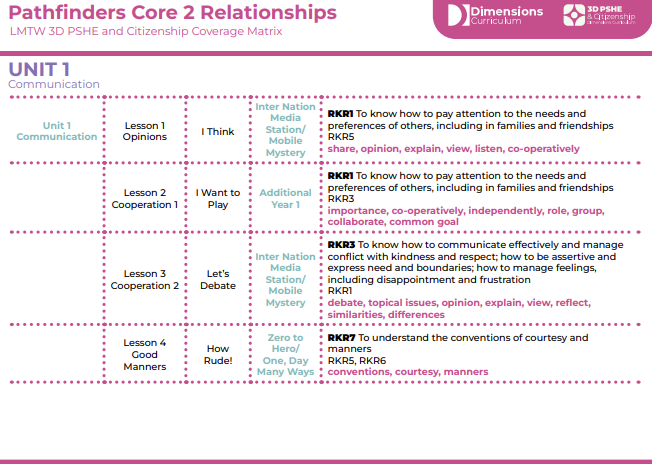 Pathfinders Core 2 Relationships
LMTW 3D PSHE and Citizenship Coverage Matrix
Dimensions
Curriculum
3D PSHE
& Citizenship
Dimensions Curriculum
UNIT 1
Communication
Unit 1
Communication
Lesson 1
Opinions
I Think
Inter Nation
Media
Station/
Mobile
Mystery
RKR1 To know how to pay attention to the needs and
preferences of others, including in families and friendships
RKR5
share, opinion, explain, view, listen, co-operatively
Lesson 2
Cooperation 1
I Want to
Play
Additional
Year 1
RKR1 To know how to pay attention to the needs and
preferences of others, including in families and friendships
RKR3
importance, co-operatively, independently, role, group,
collaborate, common goal
Lesson 3
Cooperation 2
Let's
Debate
Inter Nation
Media
Station/
Mobile
Mystery
RKR3 To know how to communicate effectively and manage
conflict with kindness and respect; how to be assertive and
express need and boundaries; how to manage feelings,
including disappointment and frustration
RKR1
debate, topical issues, opinion, explain, view, reflect,
similarities, differences
Lesson 4
Good
Manners
How
Rude!
Zero to
Hero/
One, Day
Many Ways
RKR7 To understand the conventions of courtesy and
manners
RKR5, RKR6
conventions, courtesy, manners